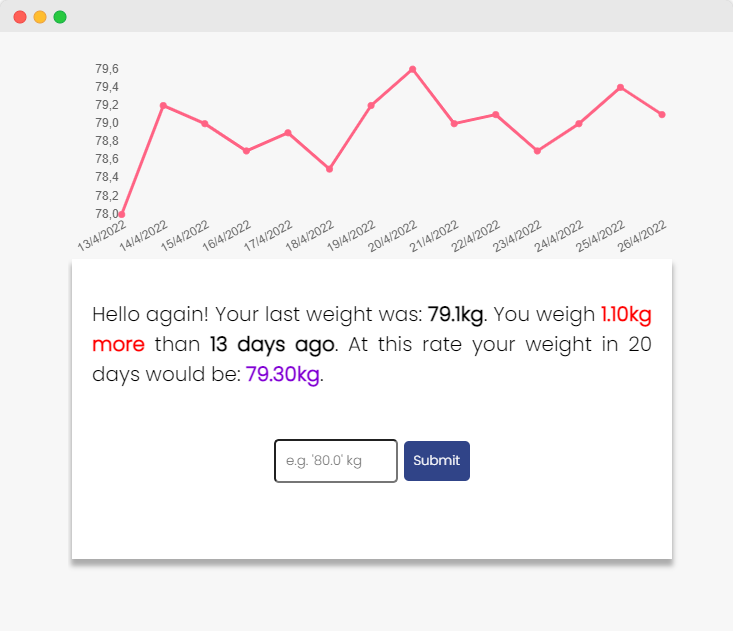 79,6
79,4
79,2
79,0
78,8
78,6
78,4
78,2
78,0
13/4/2022 14/4/2022 15/4/2022 16/4/2022 17/4/2022 18/4/2022 19/4/2022 20/4/2022 21/4/2022 22/4/2022 23/4/2022 24/4/2022 25/4/2022 26/4/2022
Hello again! Your last weight was: 79.1kg. You weigh 1.10kg
more than 13 days ago. At this rate your weight in 20
days would be: 79.30kg.
e.g. '80.0' kg Submit